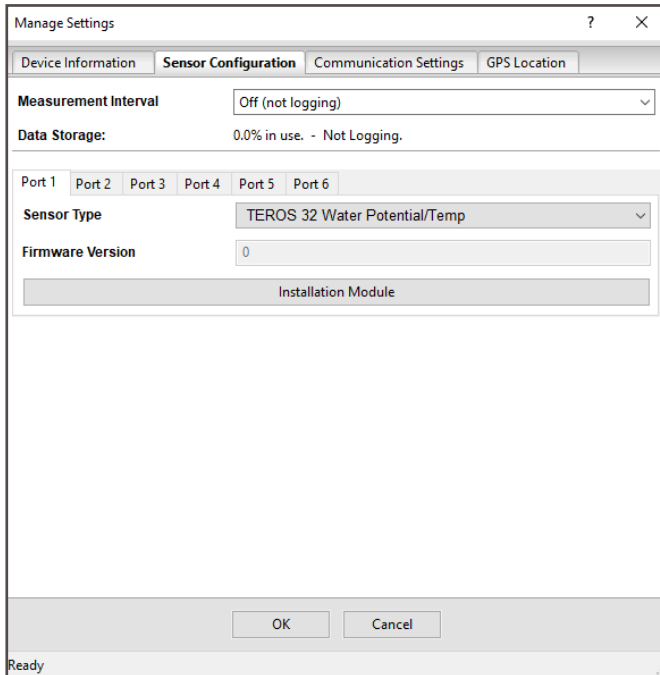 Manage Settings ?
Device Information Sensor Configuration Communication Settings GPS Location
Measurement Interval Off (not logging)
Data Storage: 0.0% in use. - Not Logging.
Port 1 Port 2 Port 3 Port 4 Port 5 Port 6
Sensor Type TEROS 32 Water Potential/Temp
Firmware Version 0
Installation Module
OK Cancel
Ready